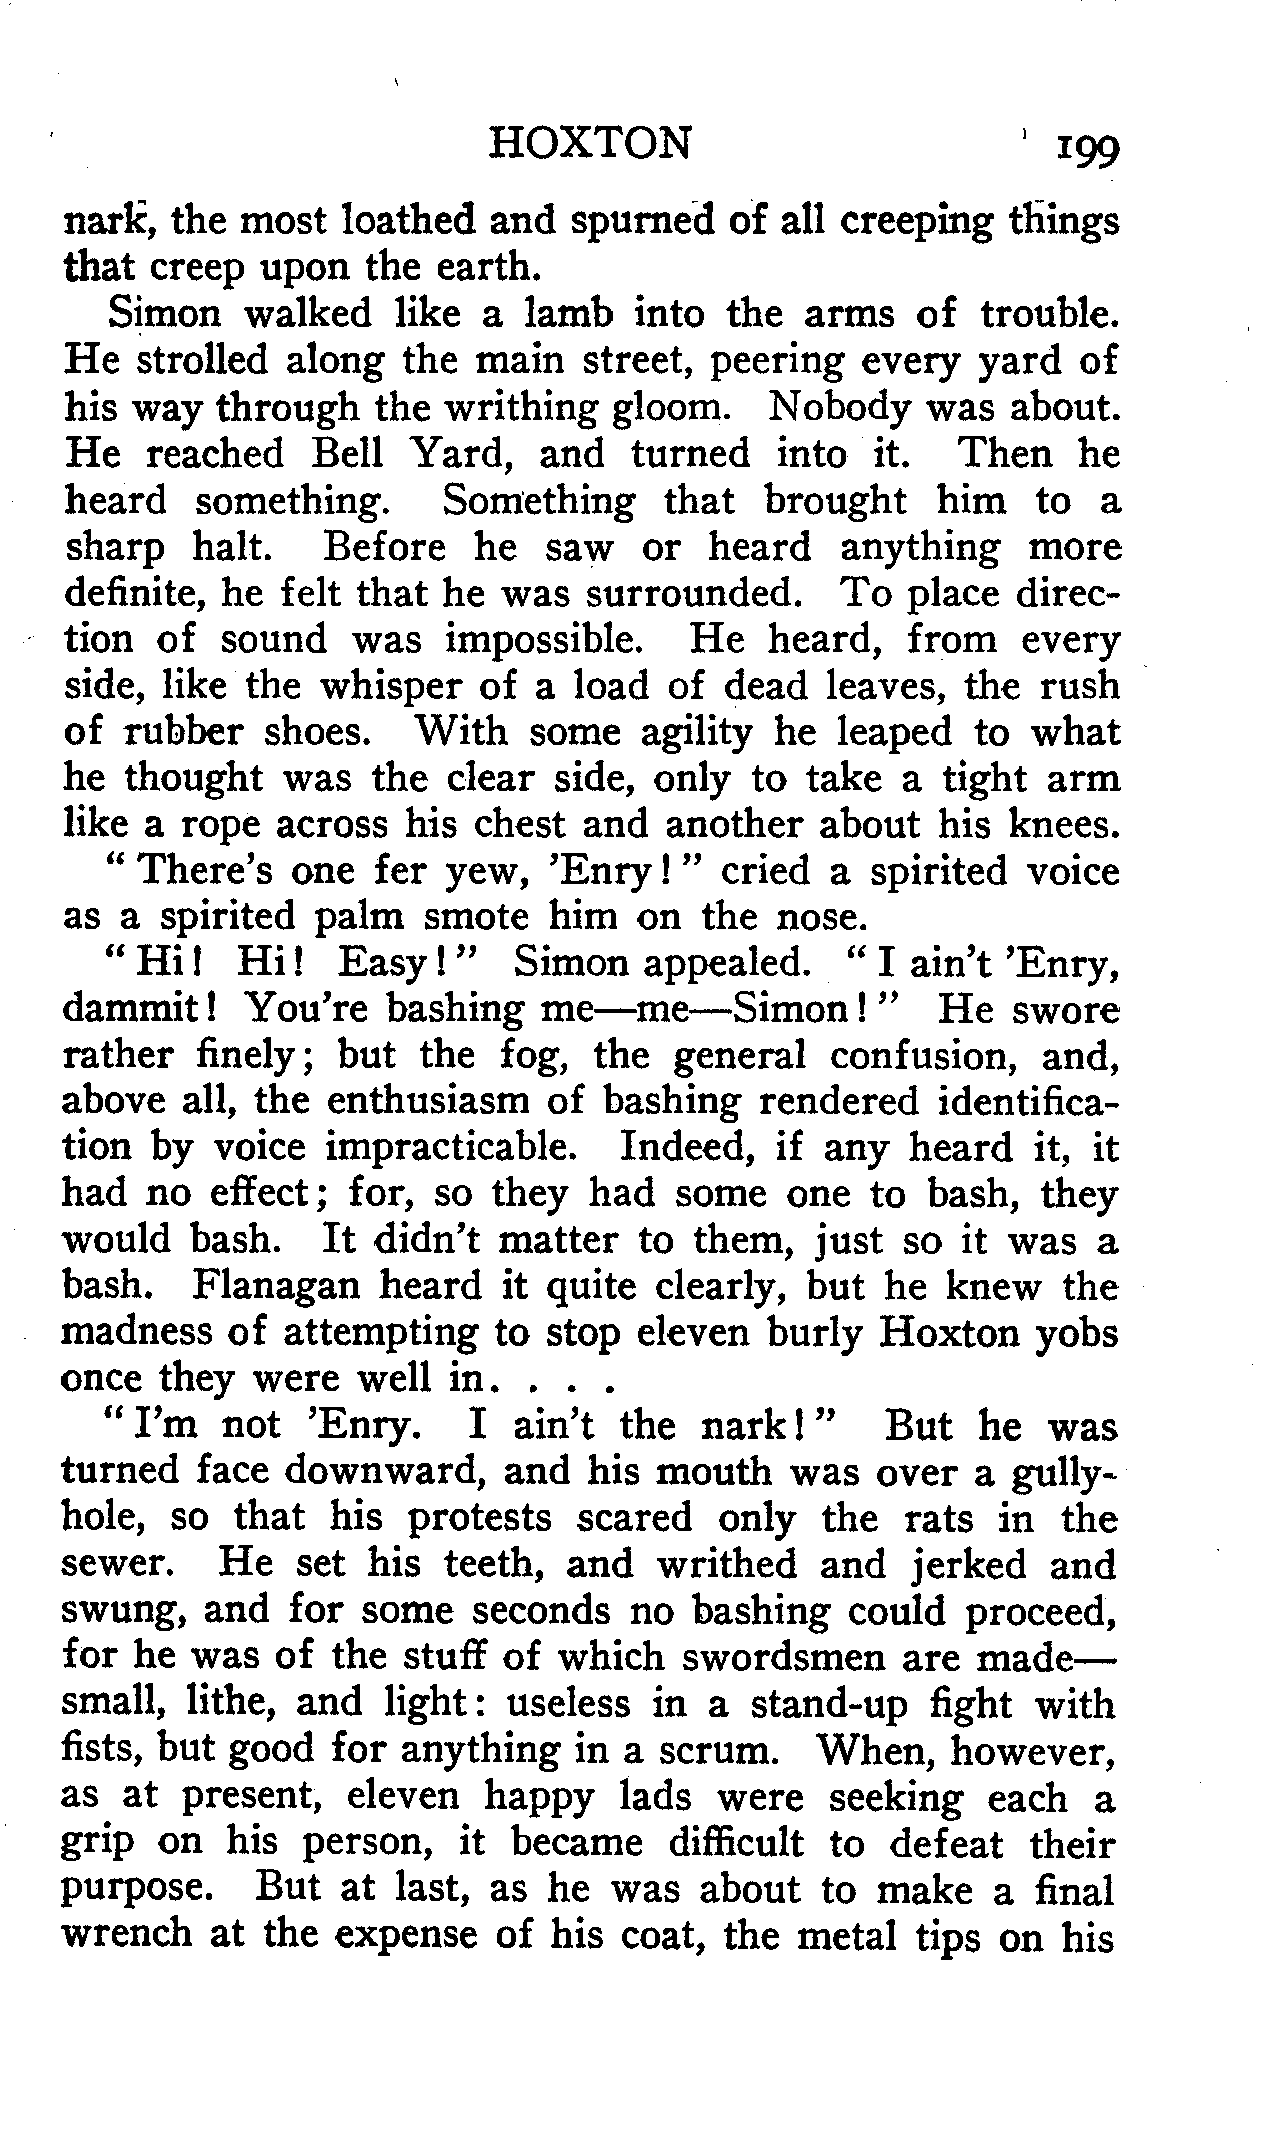 HOXTON 199
nark, the most loathed and spurned of all creeping things
that creep upon the earth.
Simon walked like a lamb into the arms of trouble.
He strolled along the main street, peering every yard of
his way through the writhing gloom. Nobody was about.
He reached Bell Yard, and turned into it. Then he
heard something. Something that brought him to a
sharp halt. Before he saw or heard anything more
definite, he felt that he was surrounded. To place direc-
tion of sound was impossible. He heard, from every
side, like the whisper of a load of dead leaves, the rush
of rubber shoes. With some agility he leaped to what
he thought was the clear side, only to take a tight arm
like a rope across his chest and another about his knees.
“ There's one fer yew, 'Enry ! ” cried a spirited voice
as a spirited palm smote him on the nose.
“ Hi ! Hi ! Easy ! ” Simon appealed. “ I ain't 'Enry,
dammit ! You're bashing me—me—Simon ! ” He swore
rather finely ; but the fog, the general confusion, and,
above all, the enthusiasm of bashing rendered identifica-
tion by voice impracticable. Indeed, if any heard it, it
had no effect ; for, so they had some one to bash, they
would bash. It didn't matter to them, just so it was a
bash. Flanagan heard it quite clearly, but he knew the
madness of attempting to stop eleven burly Hoxton yobs
once they were well in. . . .
“ I'm not 'Enry. I ain't the nark ! ” But he was
turned face downward, and his mouth was over a gully-
hole, so that his protests scared only the rats in the
sewer. He set his teeth, and writhed and jerked and
swung, and for some seconds no bashing could proceed,
for he was of the stuff of which swordsmen are made—
small, lithe, and light : useless in a stand-up fight with
fists, but good for anything in a scrum. When, however,
as at present, eleven happy lads were seeking each a
grip on his person, it became difficult to defeat their
purpose. But at last, as he was about to make a final
wrench at the expense of his coat, the metal tips on his